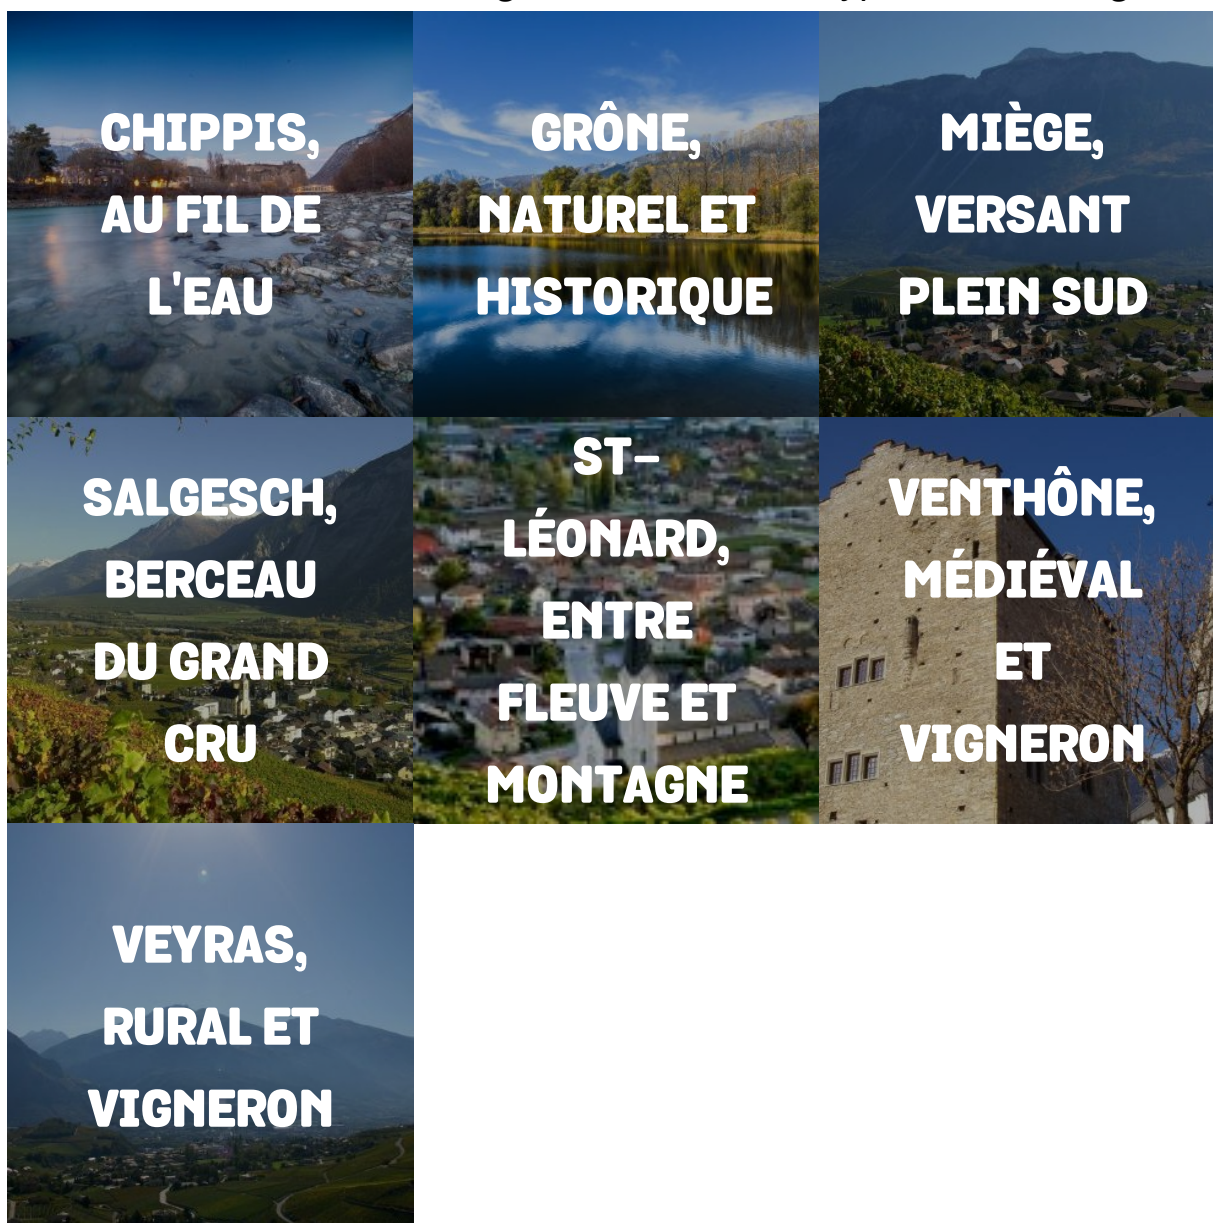 CHIPPIS,
AU FIL DE
L'EAU
GRÔNE,
NATUREL ET
HISTORIQUE
MIÈGE,
VERSANT
PLEIN SUD
SALGESCH,
BERCEAU
DU GRAND
CRU
ST-
LÉONARD,
ENTRE
FLEUVE ET
MONTAGNE
VENTHÔNE,
MÉDIÉVAL
ET
VIGNERON
VEYRAS,
RURAL ET
VIGNERON